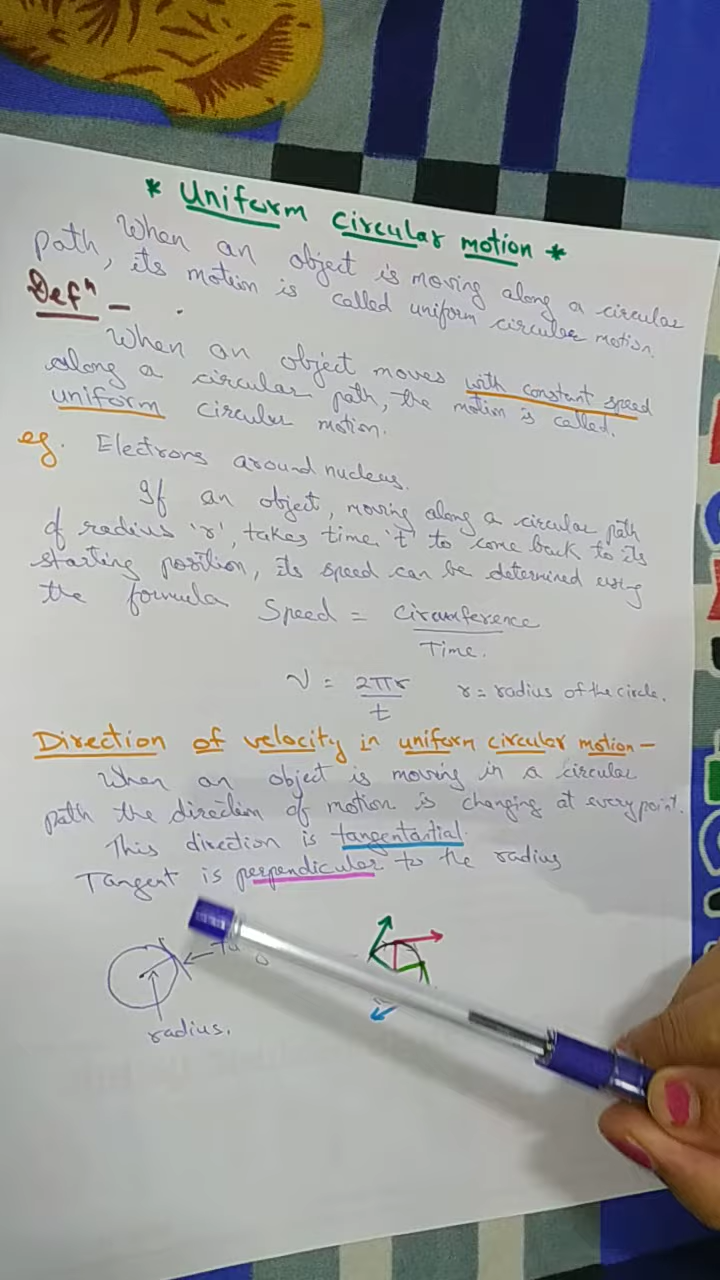 * Uniform Circular motion *
When an object is moving along a circular
path, its motion is called uniform circular motion.
Defⁿ -
When an object moves with constant speed
along a circular path, the motion is called.
uniform circular motion.
eg. Electrons around nucleus.
If an object, moving along a circular path
of radius 'r', takes time 't' to come back to its
starting position, its speed can be determined using
the formula Speed = Circumference
Time.
v = 2πr / t r = radius of the circle.
Direction of velocity in uniform circular motion -
When an object is moving in a circular
path the direction of motion is changing at every point.
This direction is tangentantial.
Tangent is perpendicular to the radius
radius.